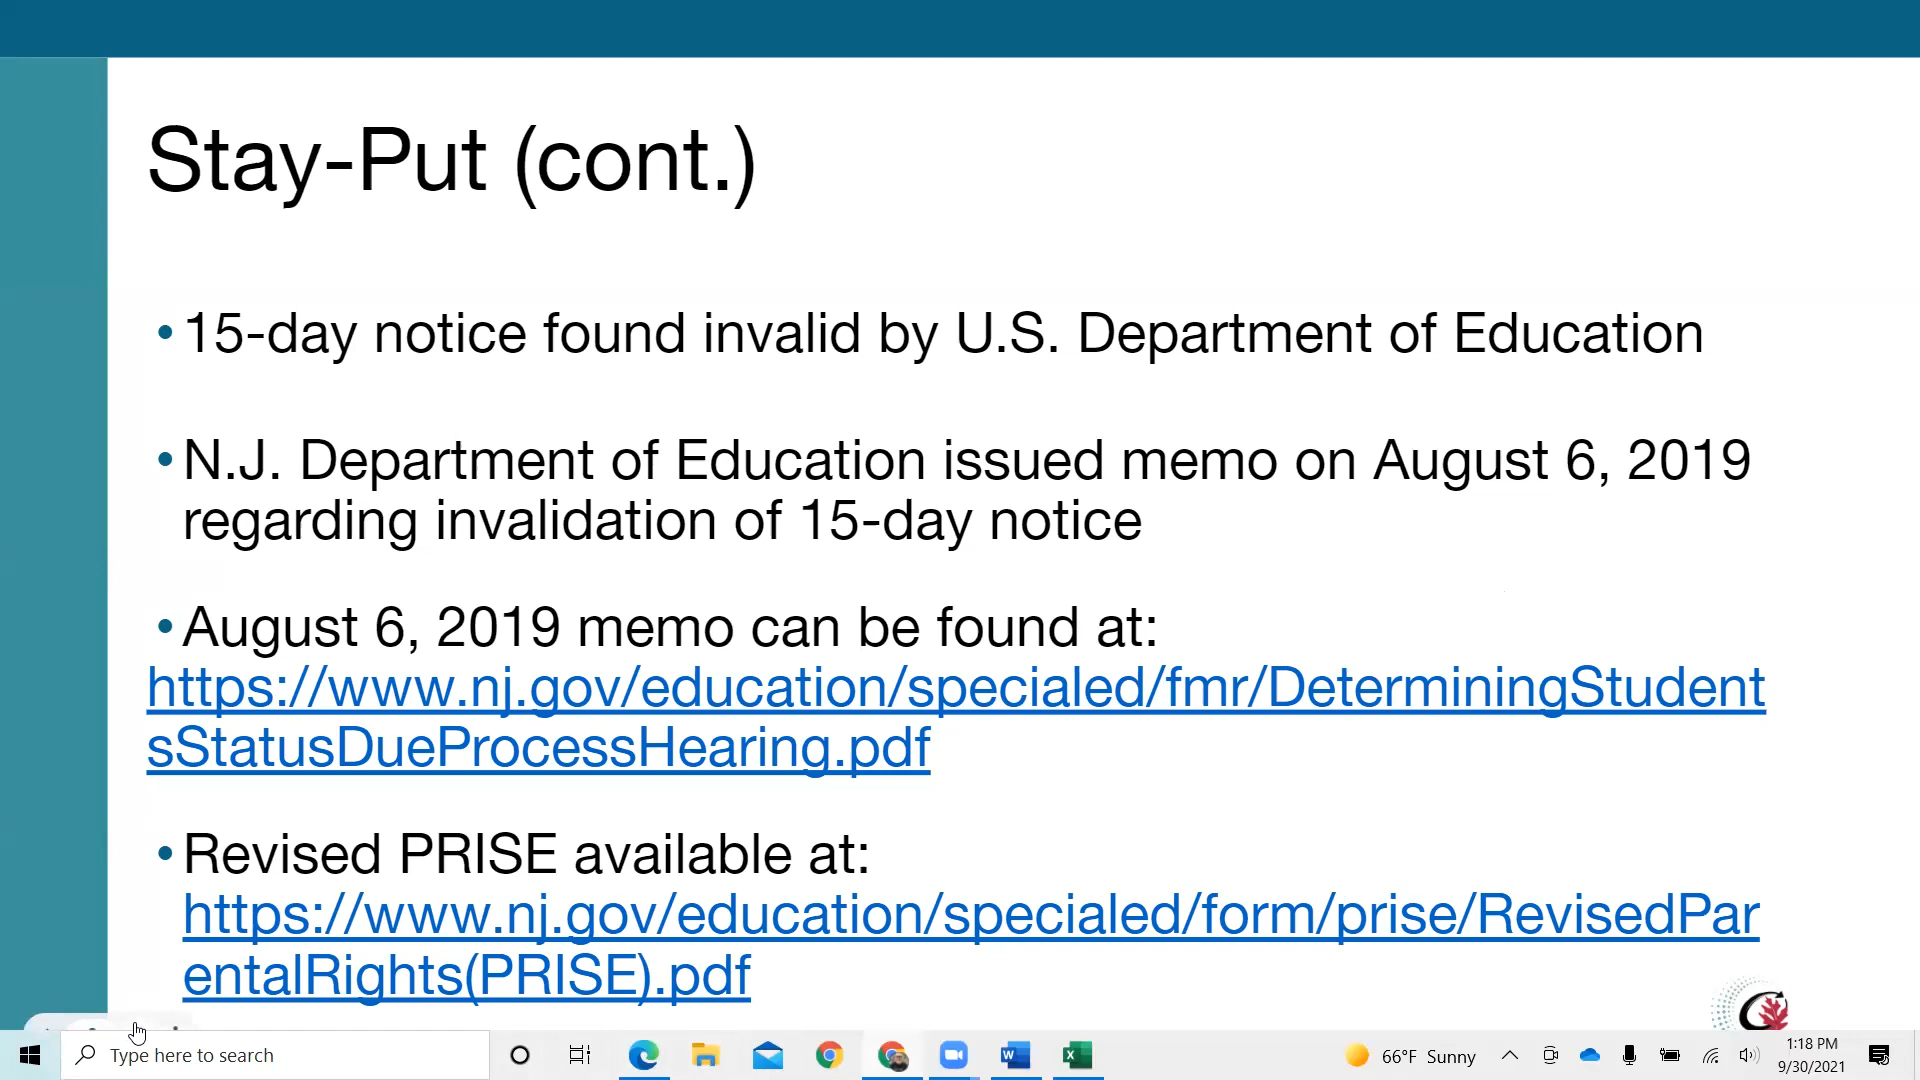 Stay-Put (cont.)
•15-day notice found invalid by U.S. Department of Education
•N.J. Department of Education issued memo on August 6, 2019
regarding invalidation of 15-day notice
•August 6, 2019 memo can be found at:
https://www.nj.gov/education/specialed/fmr/DeterminingStudent
sStatusDueProcessHearing.pdf
•Revised PRISE available at:
https://www.nj.gov/education/specialed/form/prise/RevisedPar
entalRights(PRISE).pdf
Type here to search
66°F Sunny
1:18 PM
9/30/2021